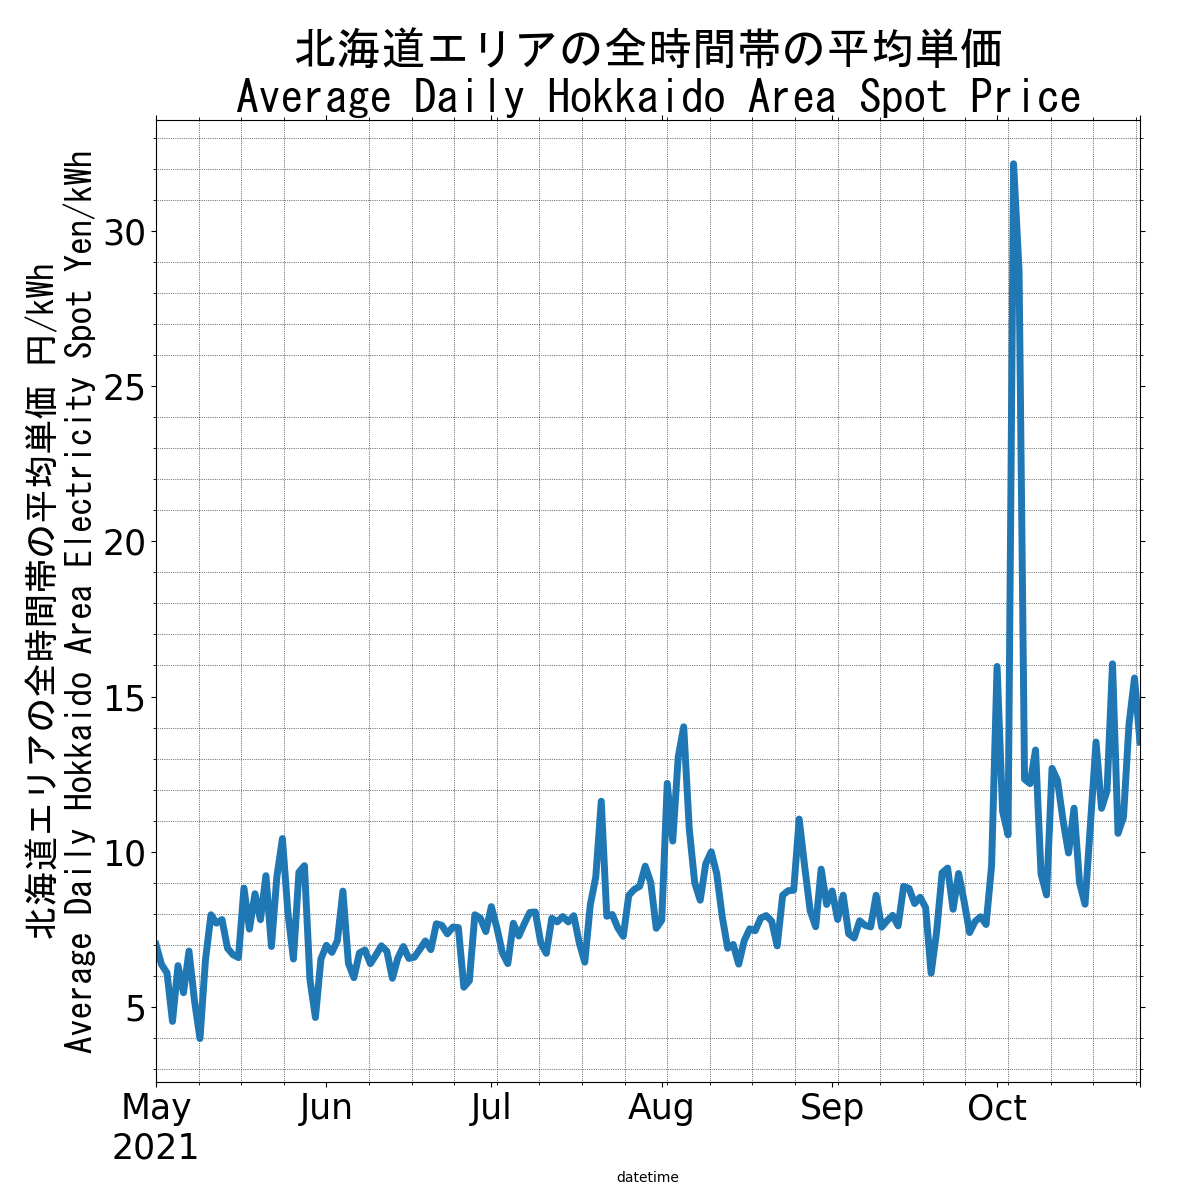 北海道エリアの全時間帯の平均単価
Average Daily Hokkaido Area Spot Price
北海道エリアの全時間帯の平均単価 円/kWh
Average Daily Hokkaido Area Electricity Spot Yen/kWh
30
25
20
15
10
5
May
Jun
Jul
Aug
Sep
Oct
2021
datetime